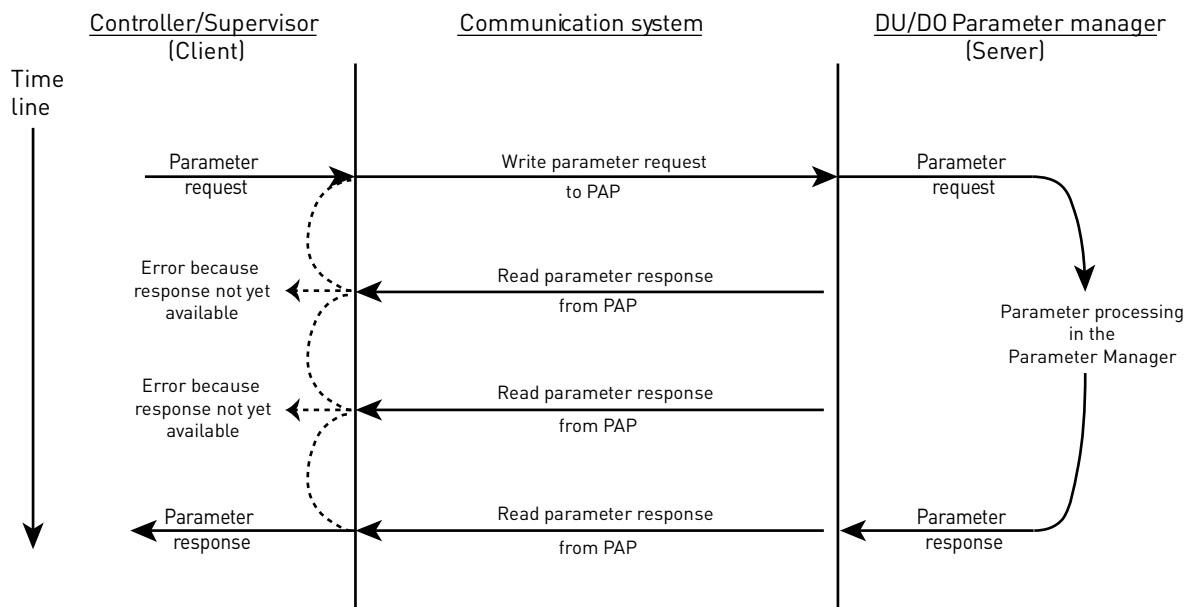 Controller/Supervisor
(Client)
Communication system
DU/DO Parameter manager
(Server)
Time
line
Parameter
request
Write parameter request
to PAP
Parameter
request
Error because
response not yet
available
Read parameter response
from PAP
Parameter processing
in the
Parameter Manager
Error because
response not yet
available
Read parameter response
from PAP
Parameter
response
Read parameter response
from PAP
Parameter
response